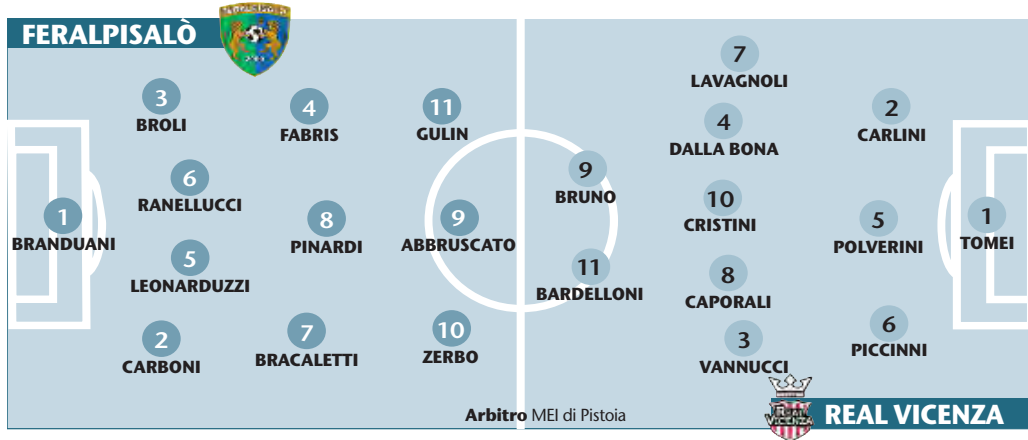 FERALPISALÒ
3
BROLI
4
FABRIS
11
GULIN
6
RANELLUCCI
1
BRANDUANI
8
PINARDI
9
ABBRUSCATO
5
LEONARDUZZI
2
CARBONI
7
BRACALETTI
10
ZERBO
7
LAVAGNOLI
2
CARLINI
4
DALLA BONA
9
BRUNO
10
CRISTINI
5
POLVERINI
1
TOMEI
11
BARDELLONI
8
CAPORALI
3
VANNUCCI
6
PICCINNI
Arbitro MEI di Pistoia
REAL
VICENZA
REAL VICENZA